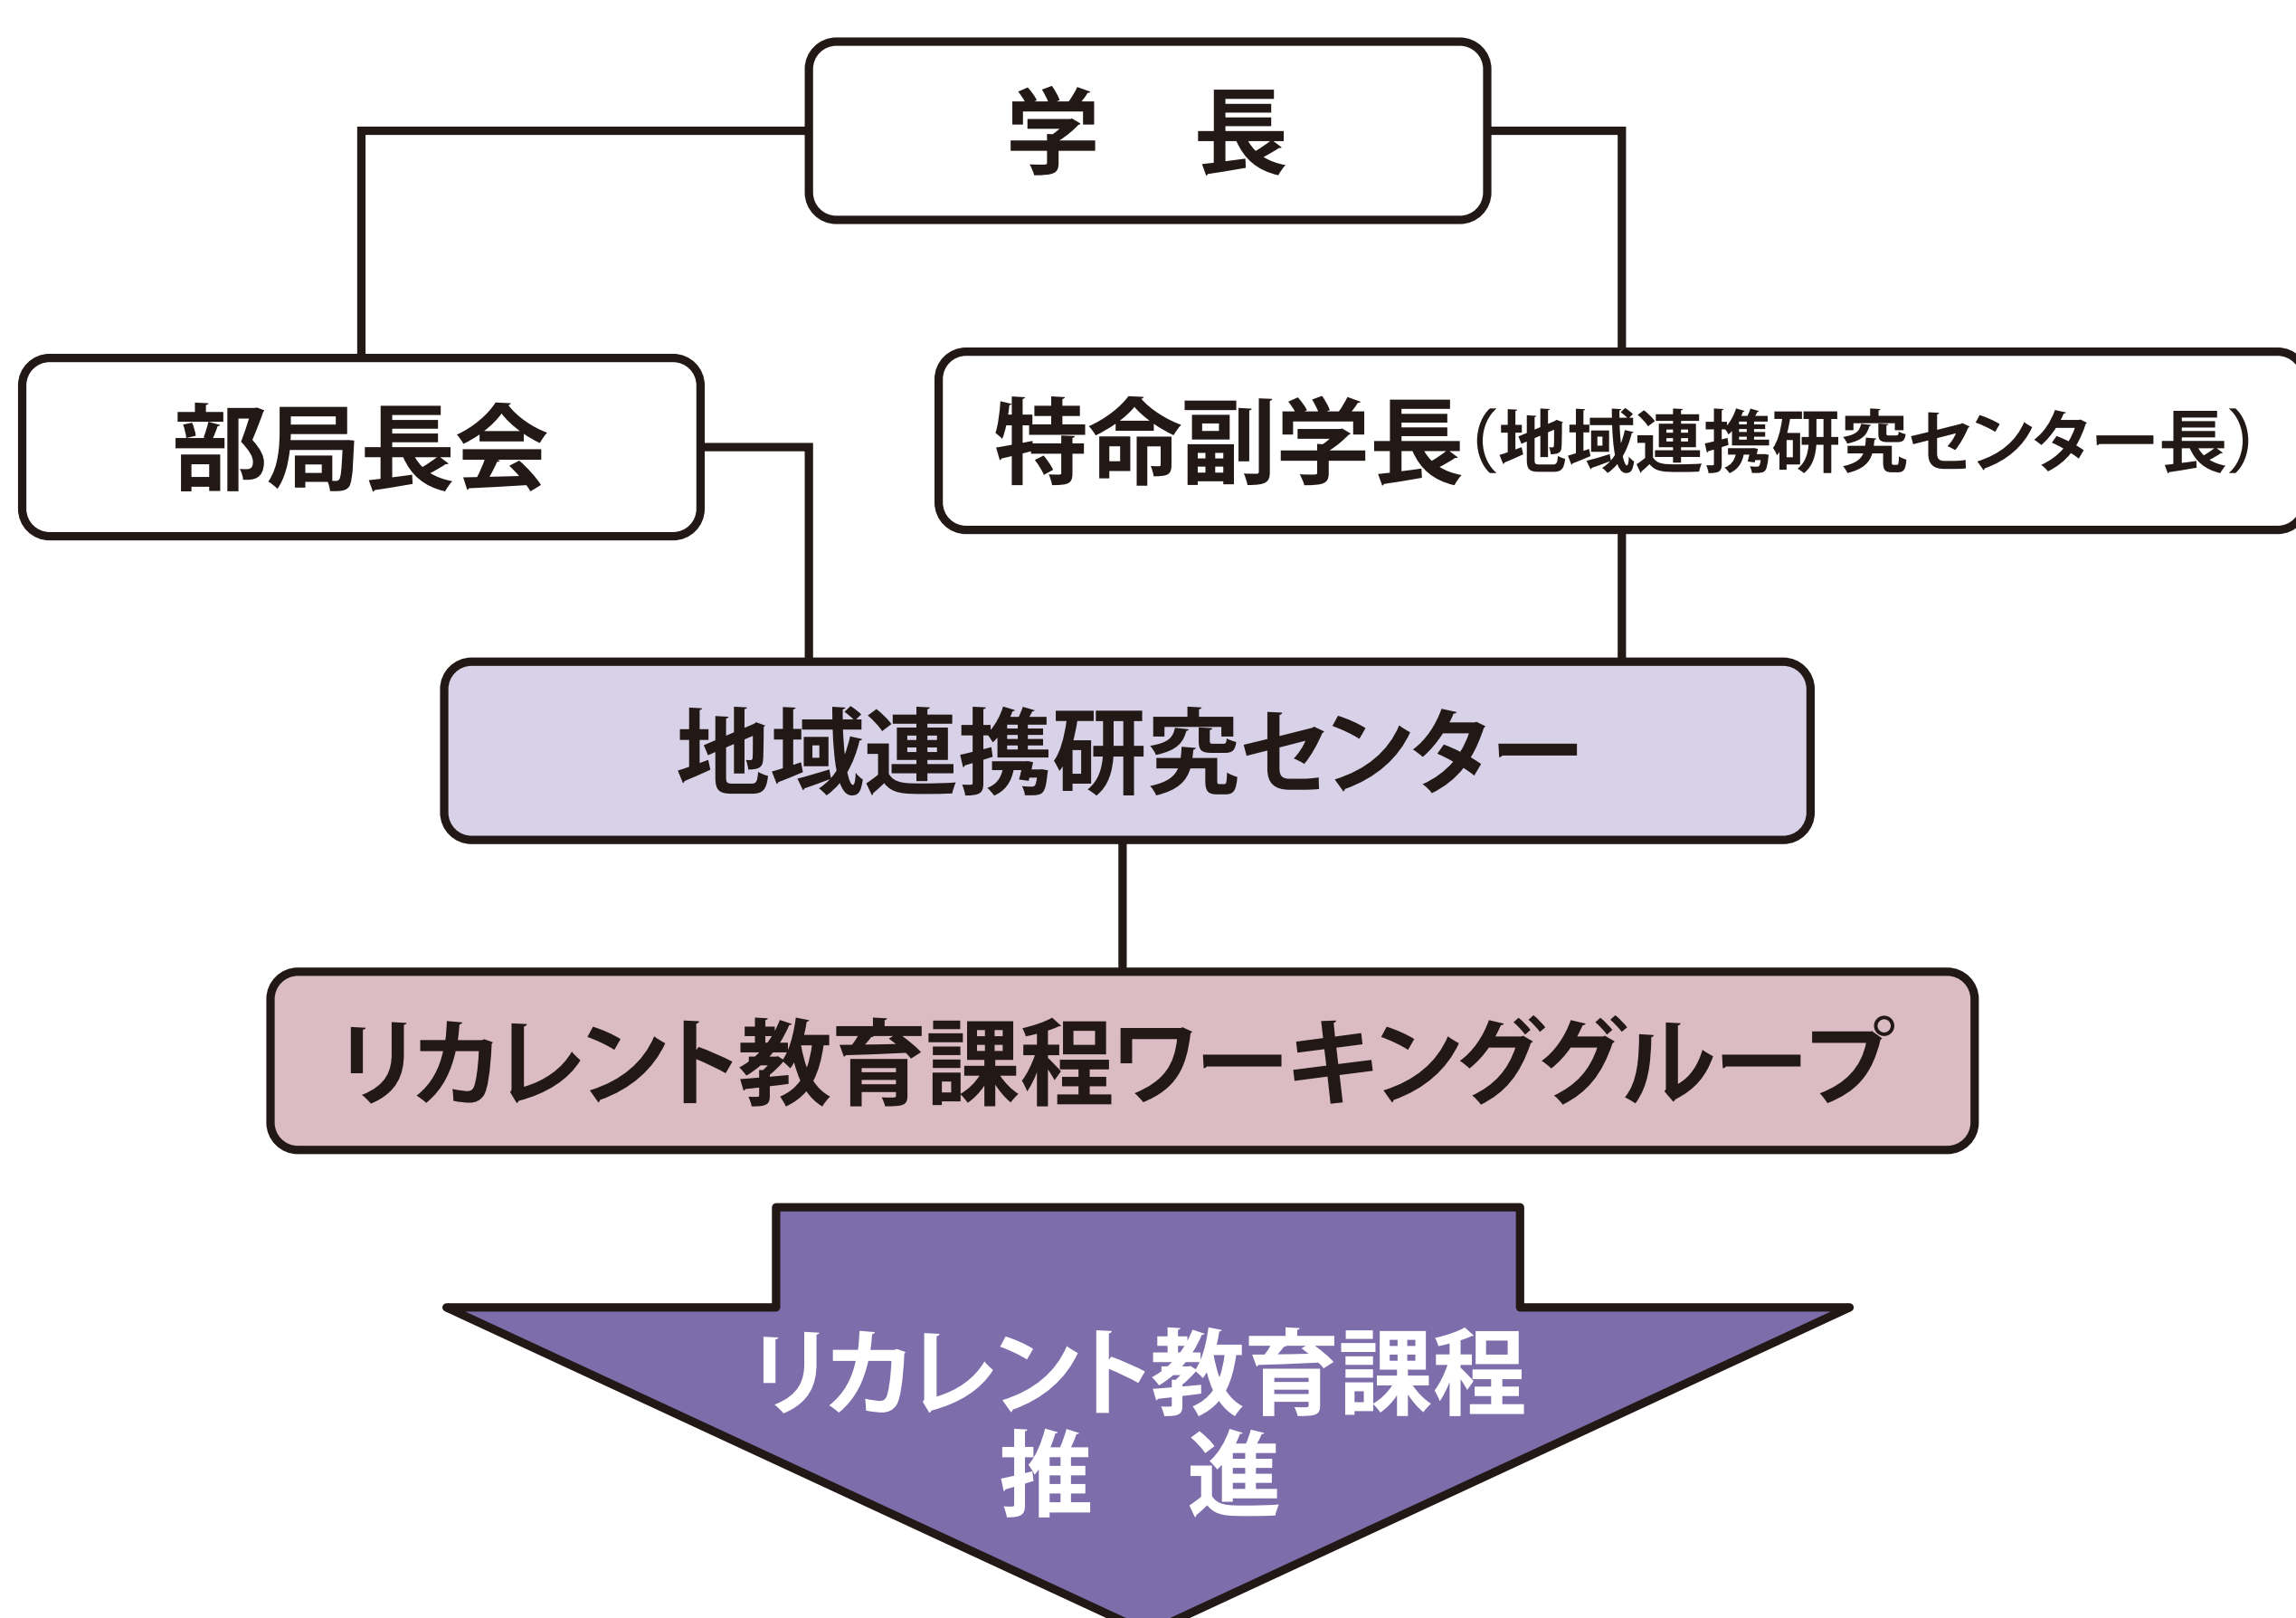 学　長
部局長会
特命副学長(地域連携研究センター長)
地域連携研究センター
リカレント教育課程ワーキンググループ
リカレント教育課程
推　進